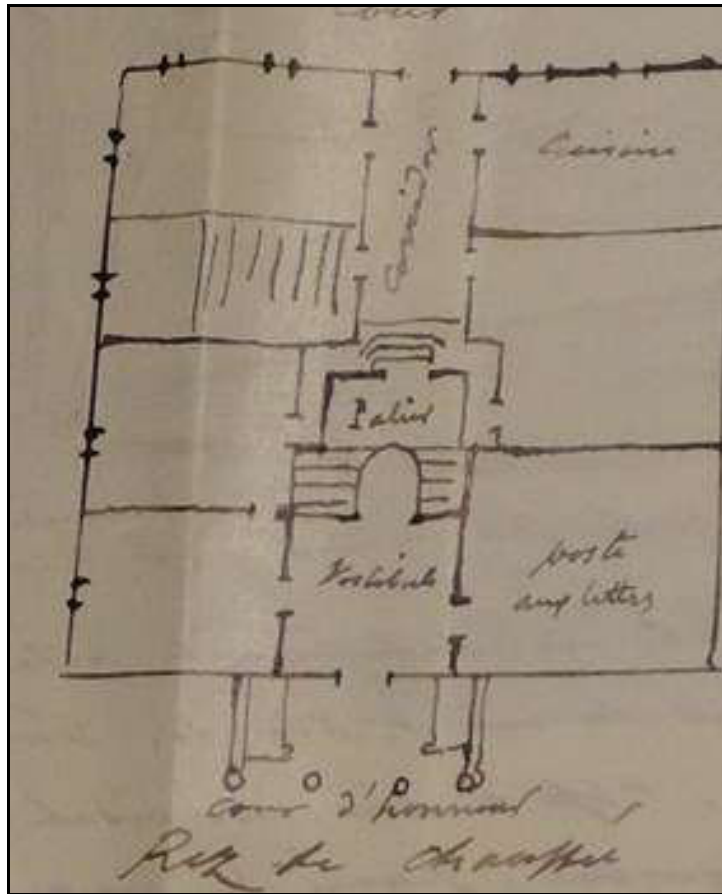 Cuisine
Corridor
Palier
Vestibule
poste
aux lettres
cour d'honneur
Rez de chaussée